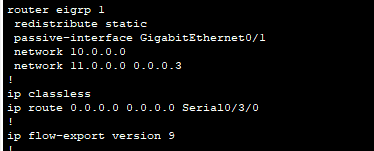 router eigrp 1
 redistribute static
 passive-interface GigabitEthernet0/1
 network 10.0.0.0
 network 11.0.0.0 0.0.0.3
!
ip classless
ip route 0.0.0.0 0.0.0.0 Serial0/3/0
!
ip flow-export version 9
!